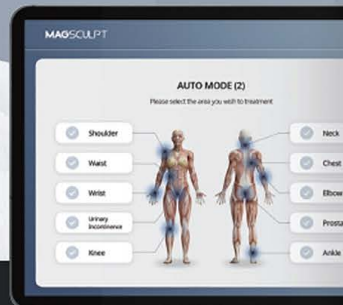 MAGSCULPT
AUTO MODE (2)
Please select the area you wish to treatment
Shoulder
Waist
Wrist
Urinary
Incontinence
Knee
Neck
Chest
Elbow
Prosta
Ankle